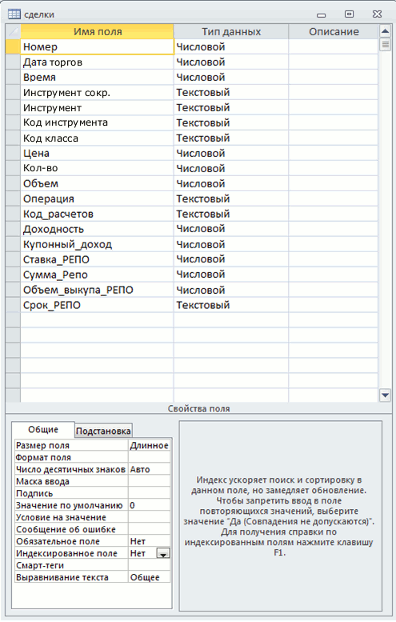 сделки
Имя поля Тип данных Описание
Номер Числовой
Дата торгов Числовой
Время Числовой
Инструмент сокр. Текстовый
Инструмент Текстовый
Код инструмента Текстовый
Код класса Текстовый
Цена Числовой
Кол-во Числовой
Объем Числовой
Операция Текстовый
Код_расчетов Текстовый
Доходность Числовой
Купонный_доход Числовой
Ставка_РЕПО Числовой
Сумма_Репо Числовой
Объем_выкупа_РЕПО Числовой
Срок_РЕПО Текстовый
Свойства поля
Общие Подстановка
Размер поля Длинное
Формат поля
Число десятичных знаков Авто
Маска ввода
Подпись
Значение по умолчанию 0
Условие на значение
Сообщение об ошибке
Обязательное поле Нет
Индексированное поле Нет
Смарт-теги
Выравнивание текста Общее
Индекс ускоряет поиск и сортировку в
данном поле, но замедляет обновление.
Чтобы запретить ввод в поле
повторяющихся значений, выберите
значение "Да (Совпадения не допускаются)".
Для получения справки по
индексированным полям нажмите клавишу
F1.